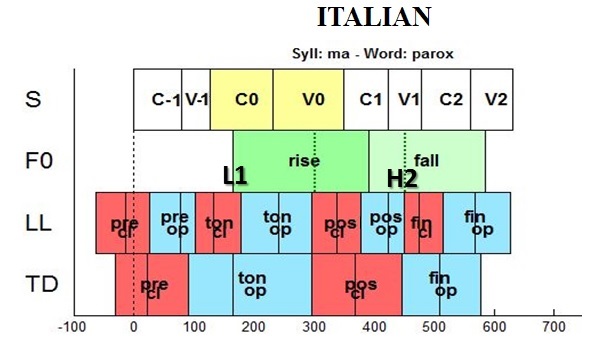 ITALIAN
Syll: ma - Word: parox
S C-1 V-1 C0 V0 C1 V1 C2 V2
F0 rise fall
L1 H2
LL pre cl pre op ton cl ton op pos cl pos op fin cl fin op
TD pre cl ton op pos cl fin op
-100 0 100 200 300 400 500 600 700